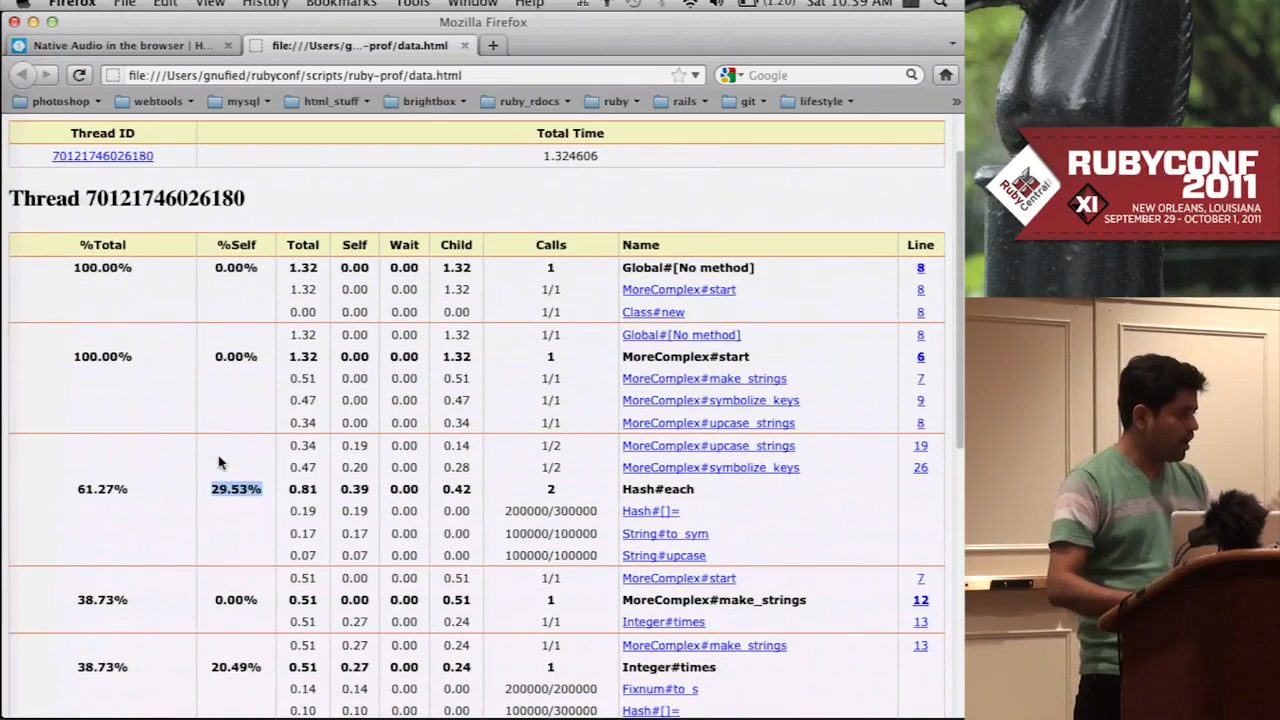 Firefox File Edit View History Bookmarks Tools Window Help (1:20) Sat 10:39 AM
Mozilla Firefox
Native Audio in the browser | H... file:///Users/g...-prof/data.html
file:///Users/gnufied/rubyconf/scripts/ruby-prof/data.html Google
photoshop webtools mysql html_stuff brightbox ruby_rdocs ruby rails git lifestyle »
Thread ID Total Time
70121746026180 1.324606
Thread 70121746026180
%Total %Self Total Self Wait Child Calls Name Line
100.00% 0.00% 1.32 0.00 0.00 1.32 1 Global#[No method] 8
1.32 0.00 0.00 1.32 1/1 MoreComplex#start 8
0.00 0.00 0.00 0.00 1/1 Class#new 8
1.32 0.00 0.00 1.32 1/1 Global#[No method] 8
100.00% 0.00% 1.32 0.00 0.00 1.32 1 MoreComplex#start 6
0.51 0.00 0.00 0.51 1/1 MoreComplex#make_strings 7
0.47 0.00 0.00 0.47 1/1 MoreComplex#symbolize_keys 9
0.34 0.00 0.00 0.34 1/1 MoreComplex#upcase_strings 8
0.34 0.19 0.00 0.14 1/2 MoreComplex#upcase_strings 19
0.47 0.20 0.00 0.28 1/2 MoreComplex#symbolize_keys 26
61.27% 29.53% 0.81 0.39 0.00 0.42 2 Hash#each
0.19 0.19 0.00 0.00 200000/300000 Hash#[]=
0.17 0.17 0.00 0.00 100000/100000 String#to_sym
0.07 0.07 0.00 0.00 100000/100000 String#upcase
0.51 0.00 0.00 0.51 1/1 MoreComplex#start 7
38.73% 0.00% 0.51 0.00 0.00 0.51 1 MoreComplex#make_strings 12
0.51 0.27 0.00 0.24 1/1 Integer#times 13
0.51 0.27 0.00 0.24 1/1 MoreComplex#make_strings 13
38.73% 20.49% 0.51 0.27 0.00 0.24 1 Integer#times
0.14 0.14 0.00 0.00 200000/200000 Fixnum#to_s
0.10 0.10 0.00 0.00 100000/300000 Hash#[]=
RubyCentral
XI
RUBYCONF
2011
NEW ORLEANS, LOUISIANA
SEPTEMBER 29 - OCTOBER 1, 2011